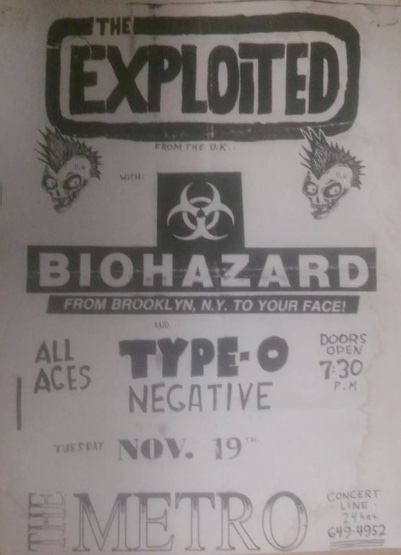 THE
EXPLOITED
FROM THE U.K..
WITH:
BIOHAZARD
FROM BROOKLYN, N.Y. TO YOUR FACE!
AND
ALL
AGES
TYPE-O
NEGATIVE
DOORS
OPEN
7:30
P.M
TUESDAY NOV. 19TH
THE METRO
CONCERT
LINE
24 hrs.
649-4952